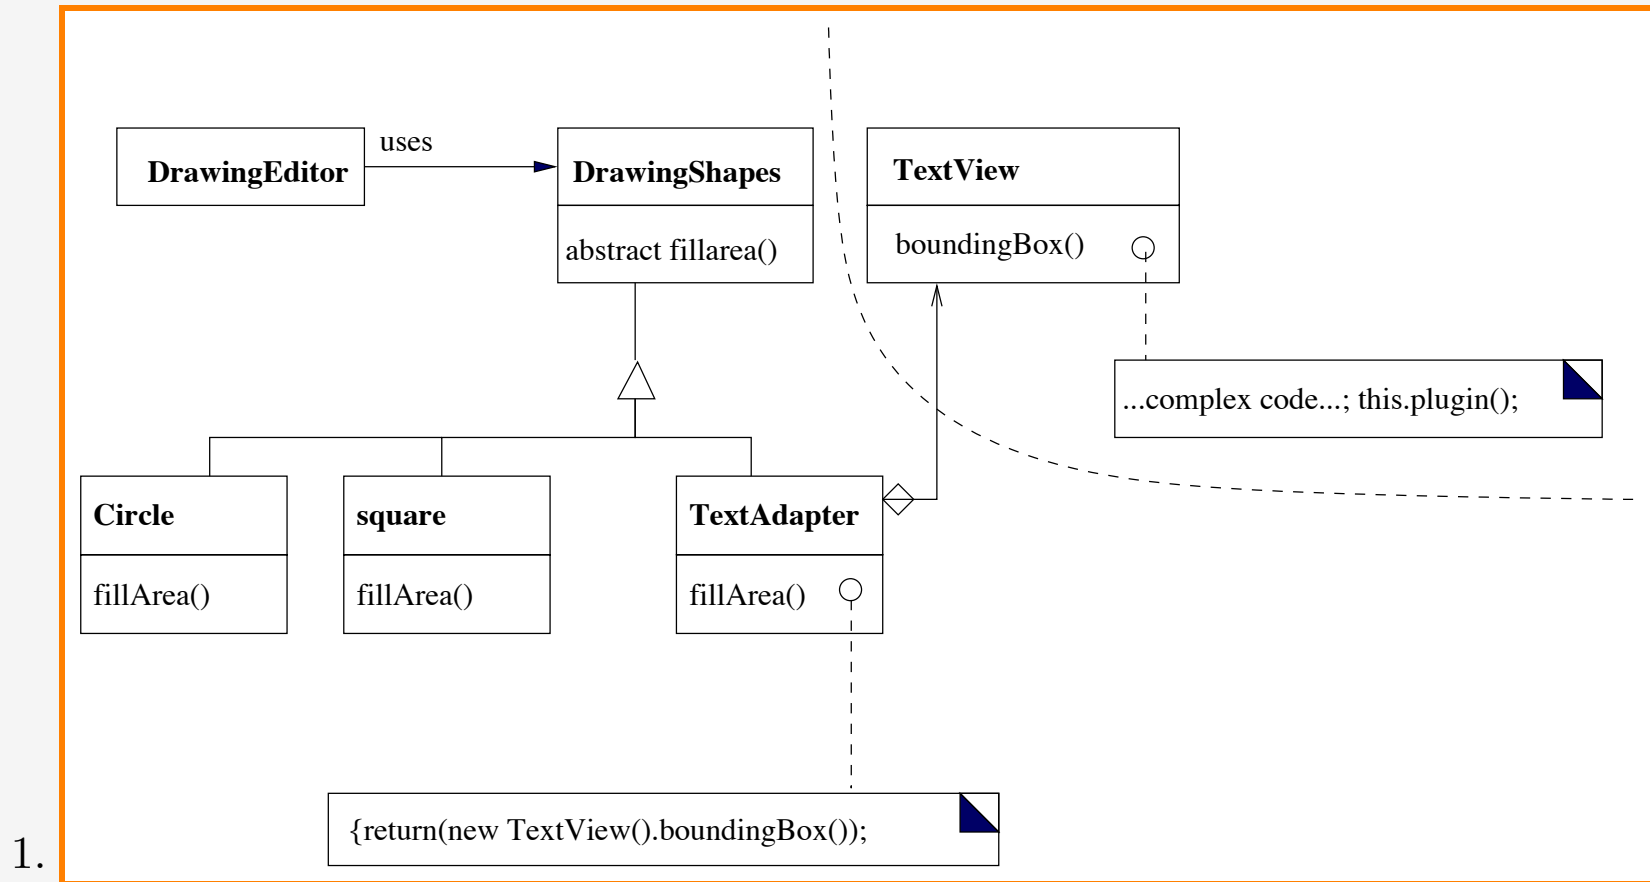 uses
DrawingEditor
DrawingShapes
abstract fillarea()
TextView
boundingBox()
...complex code...; this.plugin();
Circle
fillArea()
square
fillArea()
TextAdapter
fillArea()
{return(new TextView().boundingBox());
1.